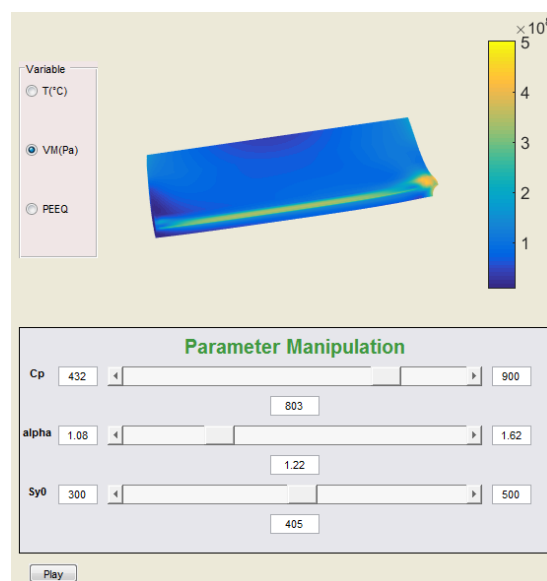 ×10
5
Variable
T(°C)
4
VM(Pa)
3
PEEQ
2
1
Parameter Manipulation
Cp 432 900
803
alpha 1.08 1.62
1.22
Sy0 300 500
405
Play